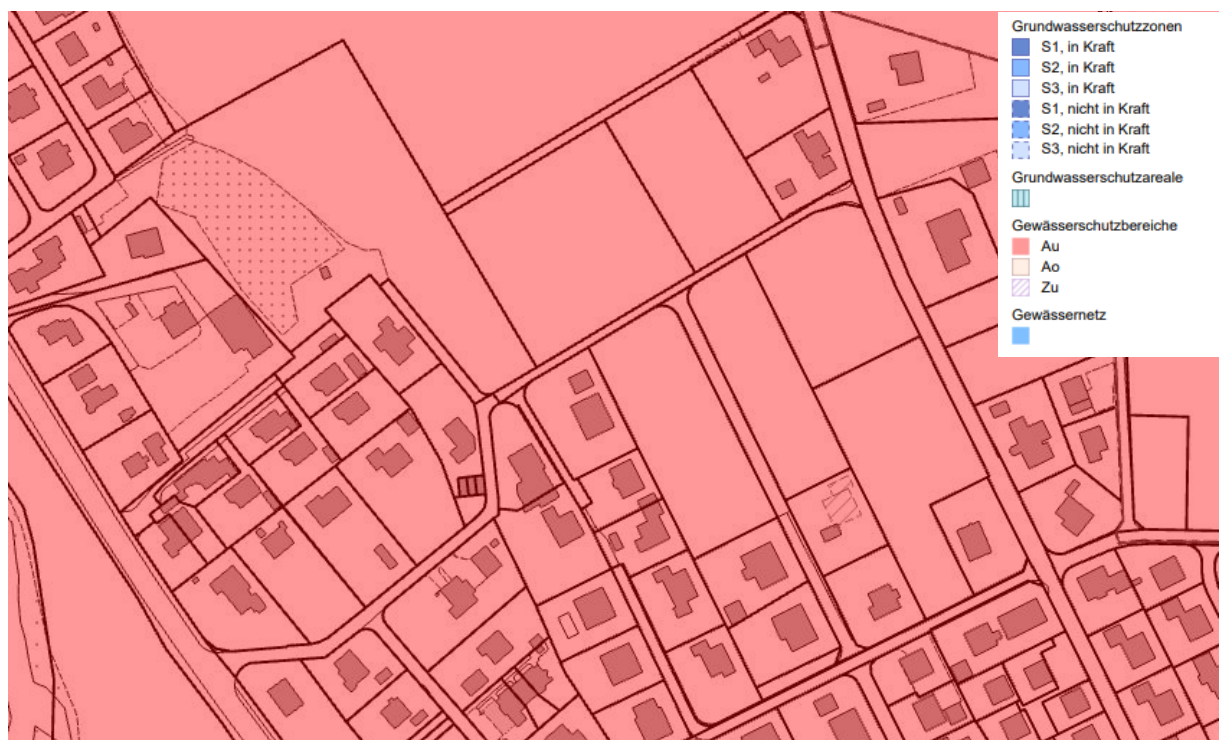 Grundwasserschutzzonen
S1, in Kraft
S2, in Kraft
S3, in Kraft
S1, nicht in Kraft
S2, nicht in Kraft
S3, nicht in Kraft
Grundwasserschutzareale
Gewässerschutzbereiche
Au
Ao
Zu
Gewässernetz